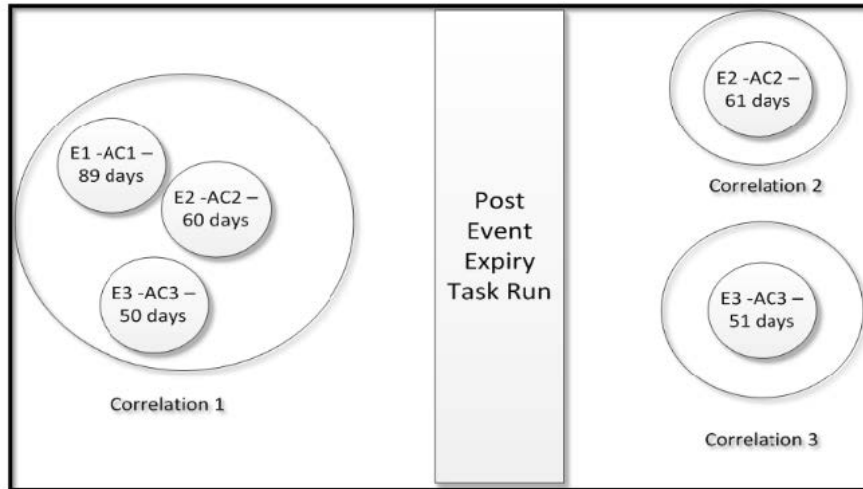 E1 -AC1 –
89 days
E2 -AC2 –
60 days
E3 -AC3 –
50 days
Correlation 1
Post
Event
Expiry
Task Run
E2 -AC2 –
61 days
Correlation 2
E3 -AC3 –
51 days
Correlation 3